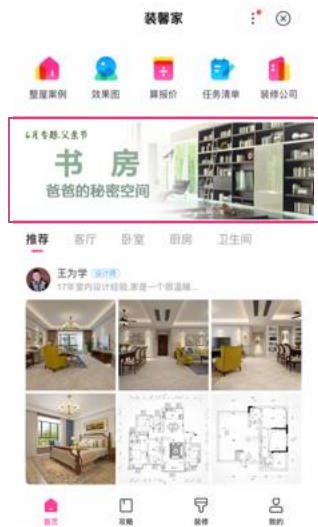 装馨家
整屋案例
效果图
算报价
任务清单
装修公司
6月专题.父亲节
书房
爸爸的秘密空间
推荐 客厅 卧室 厨房 卫生间
王为学 设计师
17年室内设计经验,家是一个很温暖...
首页 攻略 装修 我的